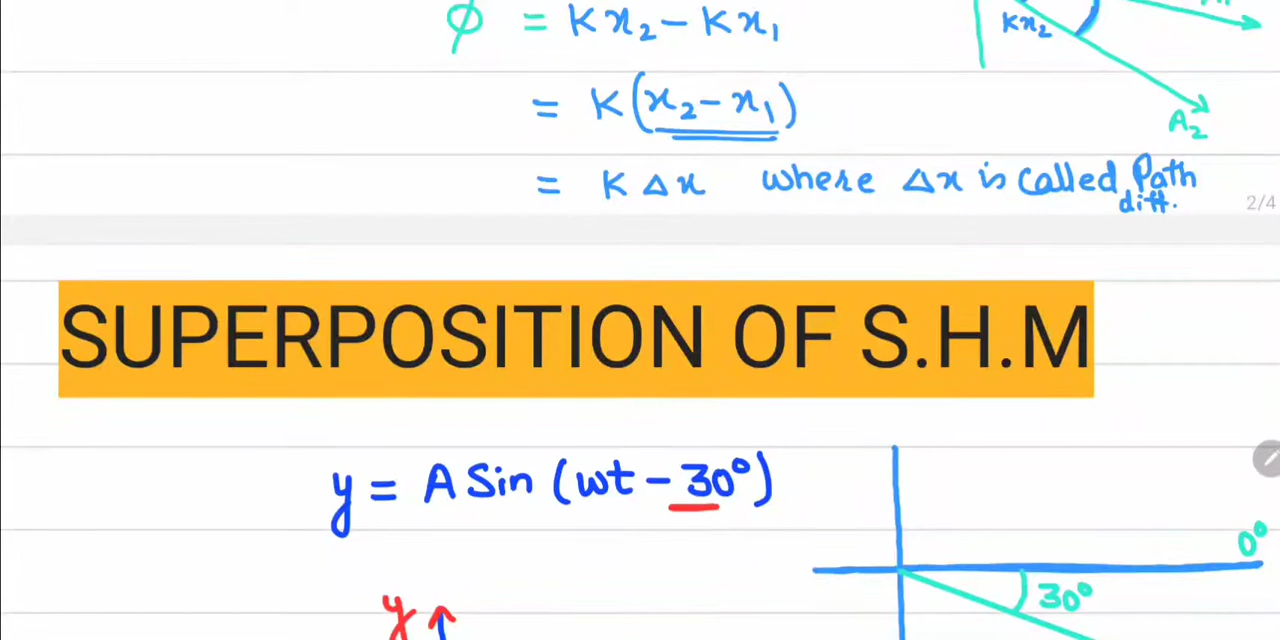 ϕ = Kx₂ - Kx₁
Kx₂
= K(x₂ - x₁)
A₂
= K Δx where Δx is called Path diff.
2/4
SUPERPOSITION OF S.H.M
y = A Sin (wt - 30°)
0°
30°
y